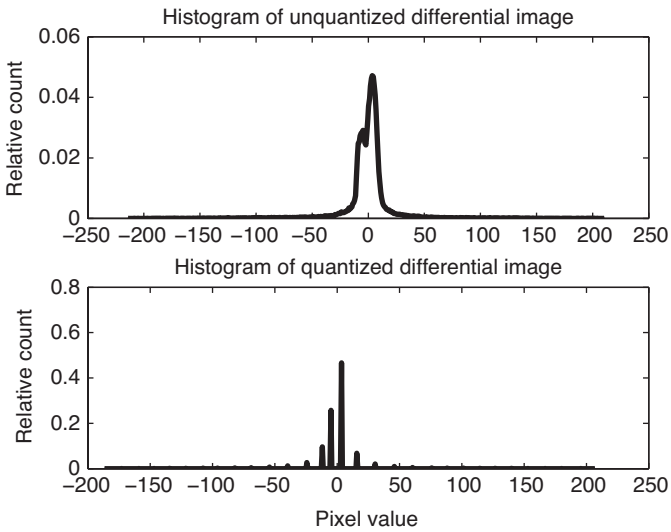 Histogram of unquantized differential image
0.06
0.04
0.02
0
Relative count
−250 −200 −150 −100 −50 0 50 100 150 200 250
Histogram of quantized differential image
0.8
0.6
0.4
0.2
0
Relative count
−200 −150 −100 −50 0 50 100 150 200 250
Pixel value